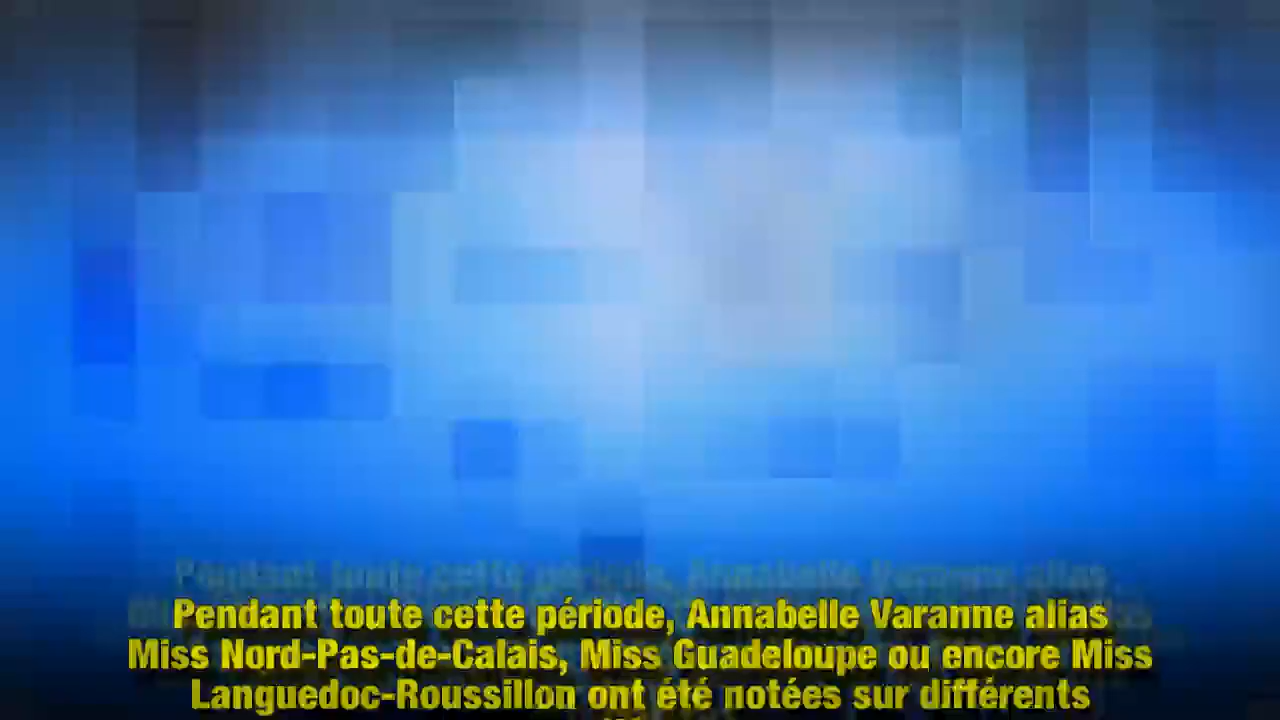 Pendant toute cette période, Annabelle Varanne alias
Miss Nord-Pas-de-Calais, Miss Guadeloupe ou encore Miss
Languedoc-Roussillon ont été notées sur différents